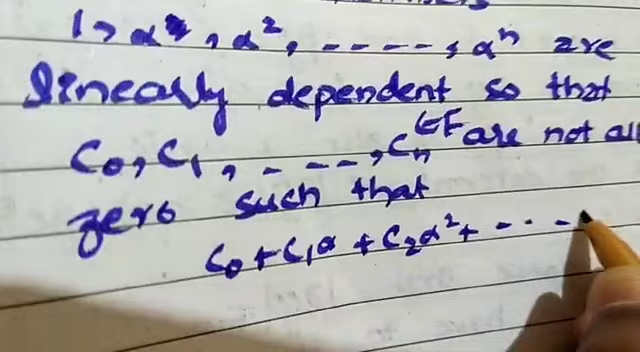 1, α, α², -----, αⁿ are
linearly dependent so that
C₀, C₁, - ---, Cₙ ∈F are not all
zero such that
C₀ + C₁α + C₂α² + -----